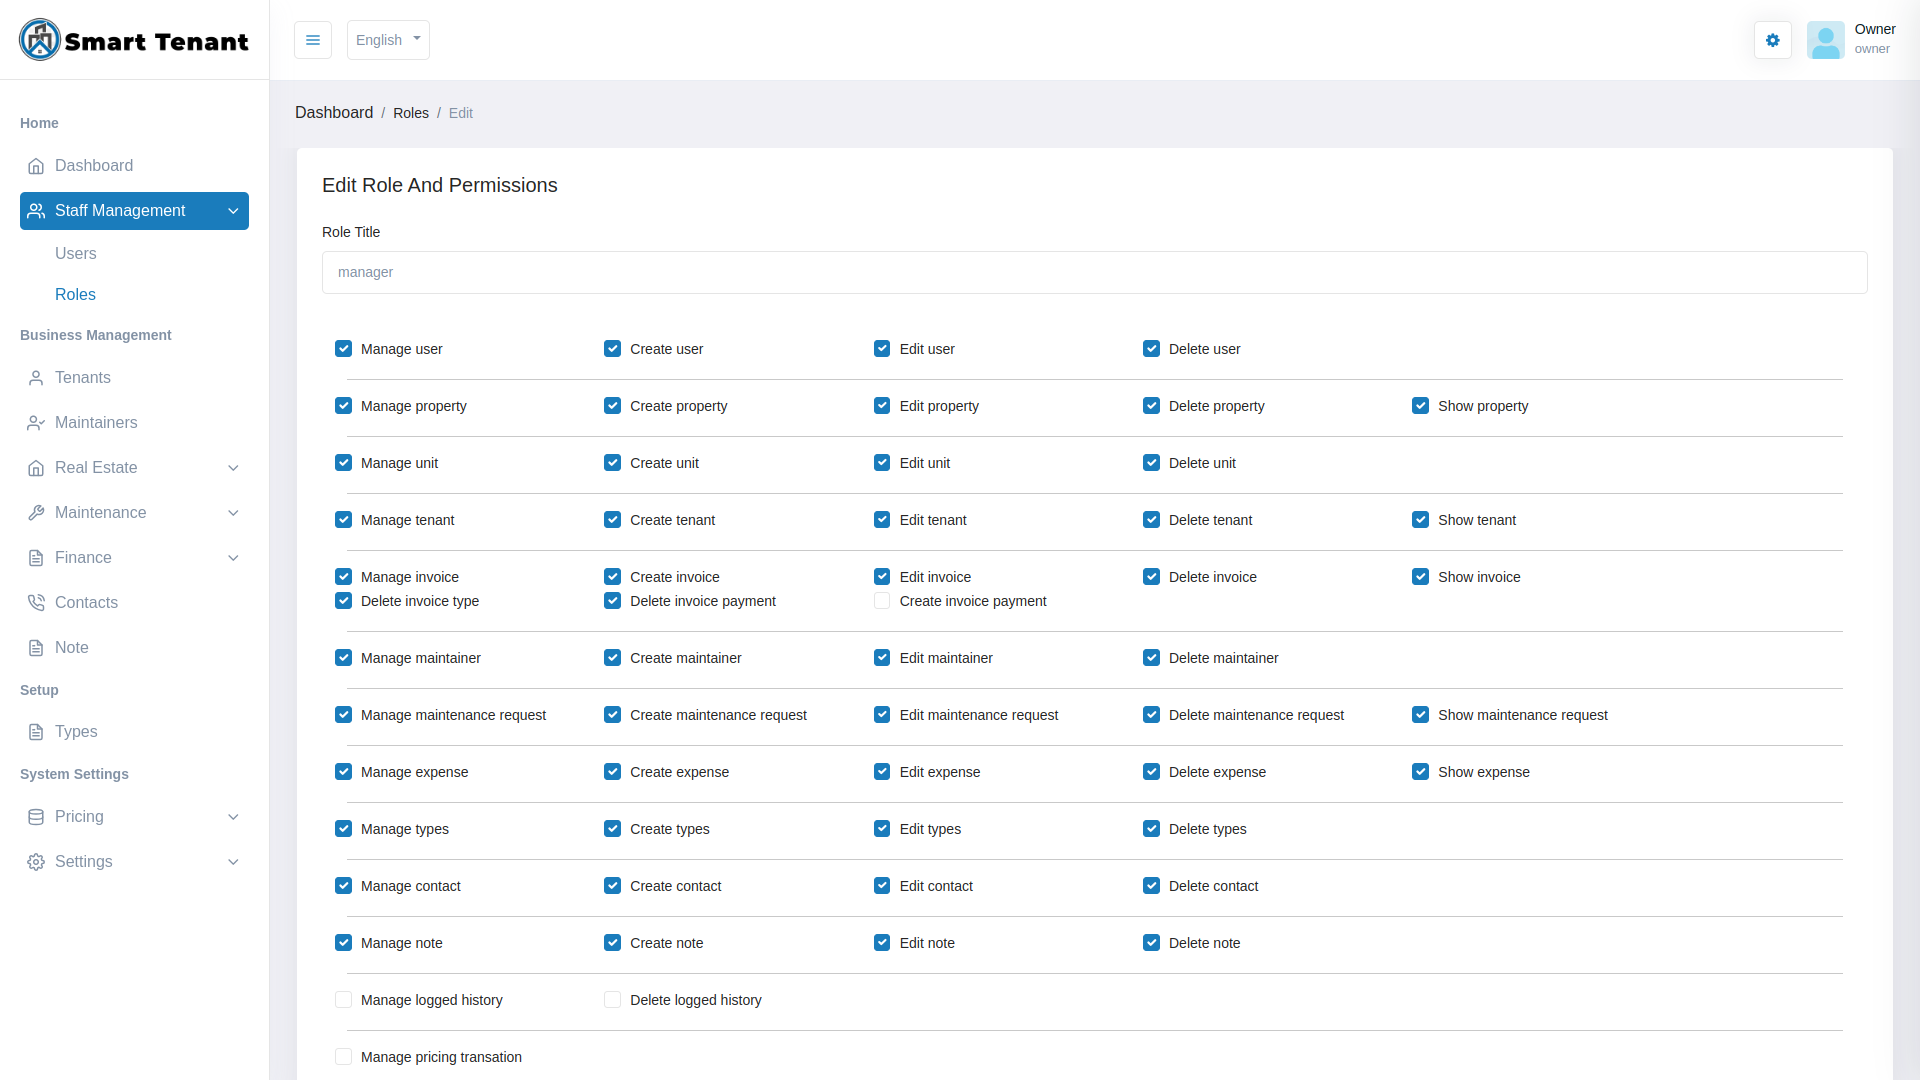 Smart Tenant
English
Owner
owner
Home
Dashboard
Staff Management
Users
Roles
Business Management
Tenants
Maintainers
Real Estate
Maintenance
Finance
Contacts
Note
Setup
Types
System Settings
Pricing
Settings
Dashboard / Roles / Edit
Edit Role And Permissions
Role Title
manager
Manage user Create user Edit user Delete user
Manage property Create property Edit property Delete property Show property
Manage unit Create unit Edit unit Delete unit
Manage tenant Create tenant Edit tenant Delete tenant Show tenant
Manage invoice Create invoice Edit invoice Delete invoice Show invoice
Delete invoice type Delete invoice payment Create invoice payment
Manage maintainer Create maintainer Edit maintainer Delete maintainer
Manage maintenance request Create maintenance request Edit maintenance request Delete maintenance request Show maintenance request
Manage expense Create expense Edit expense Delete expense Show expense
Manage types Create types Edit types Delete types
Manage contact Create contact Edit contact Delete contact
Manage note Create note Edit note Delete note
Manage logged history Delete logged history
Manage pricing transation